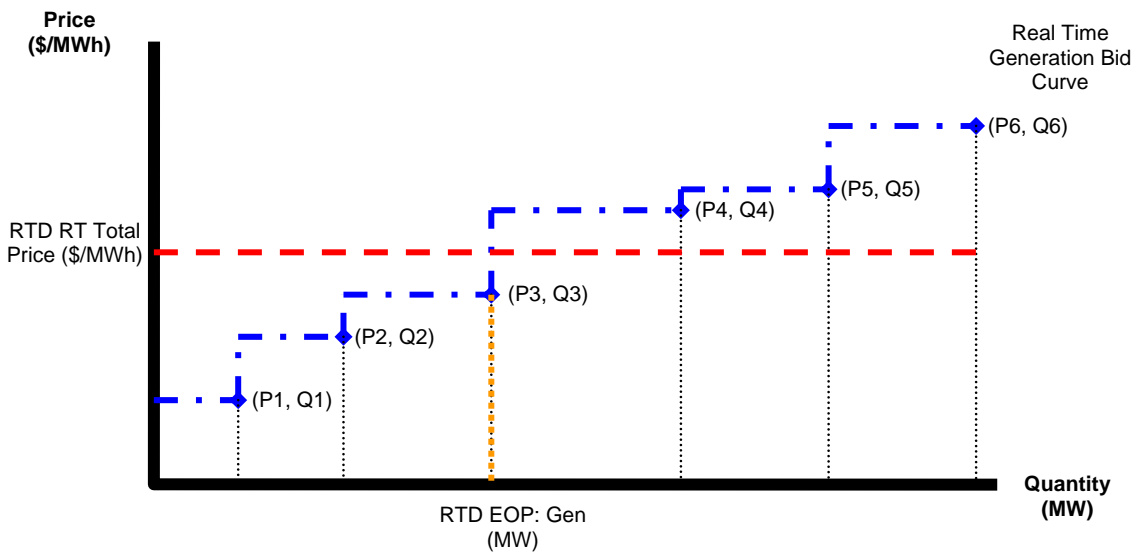 Price
($/MWh)
Real Time
Generation Bid
Curve
(P6, Q6)
(P5, Q5)
(P4, Q4)
RTD RT Total
Price ($/MWh)
(P3, Q3)
(P2, Q2)
(P1, Q1)
Quantity
(MW)
RTD EOP: Gen
(MW)